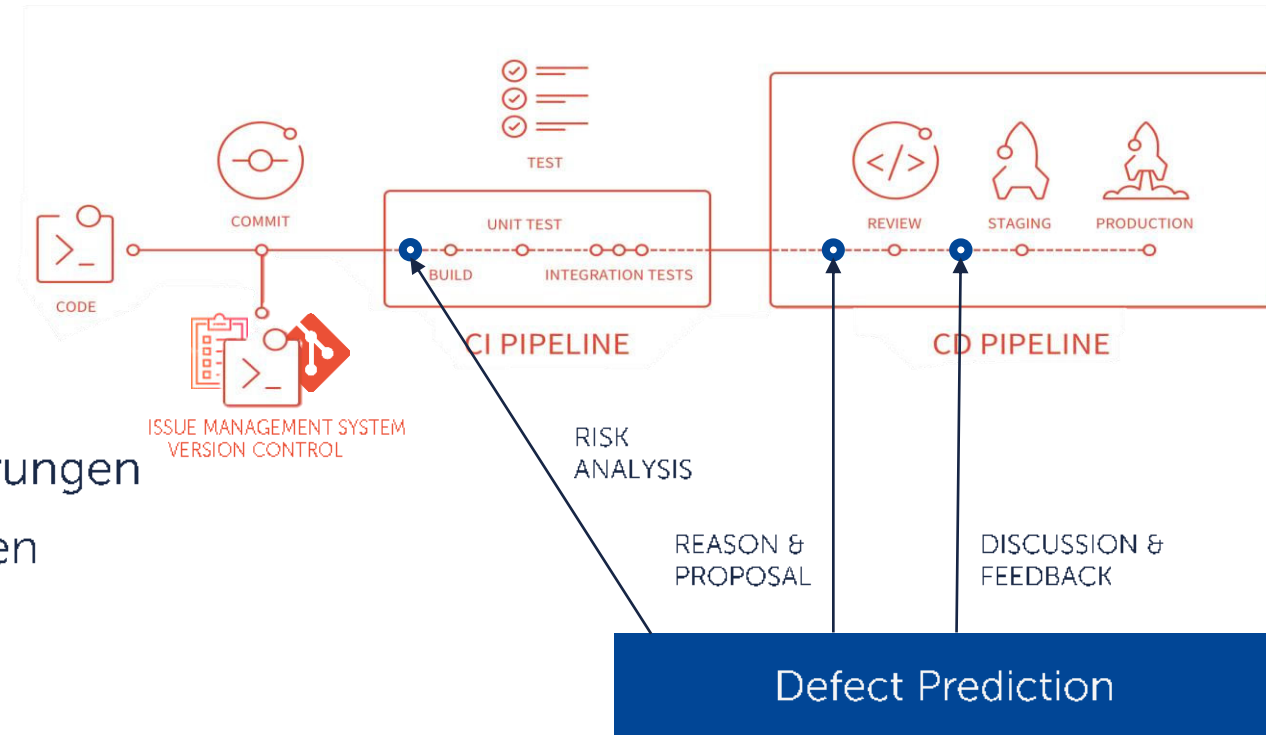 TEST
COMMIT
UNIT TEST
REVIEW
STAGING
PRODUCTION
BUILD
INTEGRATION TESTS
CODE
CI PIPELINE
CD PIPELINE
ISSUE MANAGEMENT SYSTEM
VERSION CONTROL
rungen
en
RISK
ANALYSIS
REASON &
PROPOSAL
DISCUSSION &
FEEDBACK
Defect Prediction